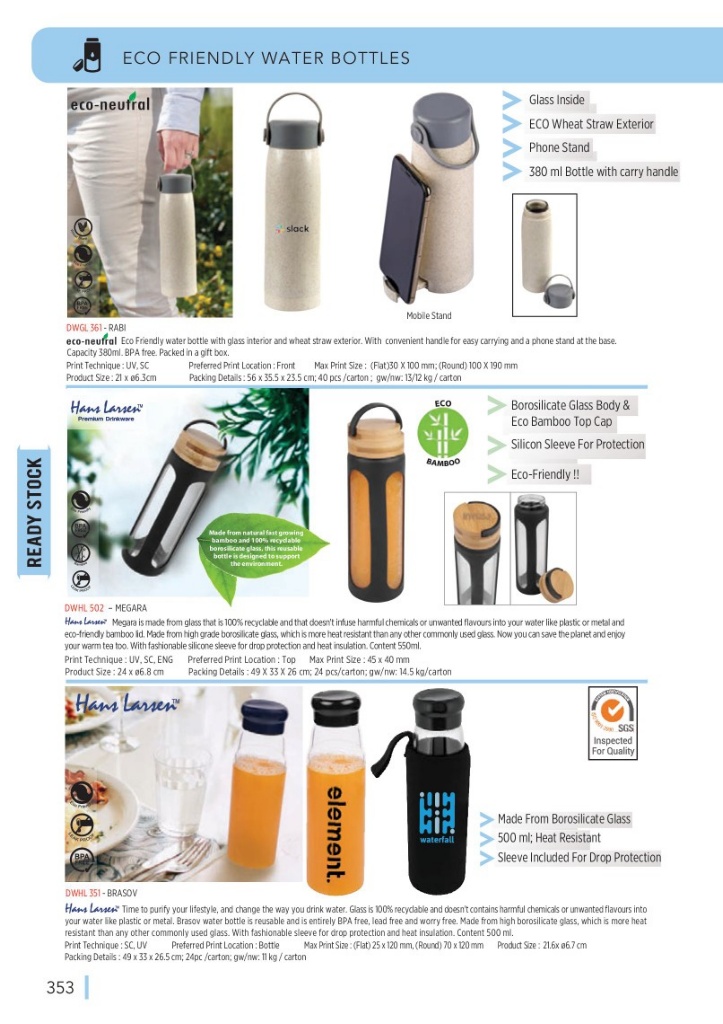 ECO FRIENDLY WATER BOTTLES
eco-neutral
slack
Mobile Stand
Glass Inside
ECO Wheat Straw Exterior
Phone Stand
380 ml Bottle with carry handle
DWGL 361 - RABI
eco-neutral Eco Friendly water bottle with glass interior and wheat straw exterior. With convenient handle for easy carrying and a phone stand at the base.
Capacity 380ml. BPA free. Packed in a gift box.
Print Technique : UV, SC Preferred Print Location : Front Max Print Size : (Flat)30 X 100 mm; (Round) 100 X 190 mm
Product Size : 21 x ø6.3cm Packing Details : 56 x 35.5 x 23.5 cm; 40 pcs /carton ; gw/nw: 13/12 kg / carton
READY STOCK
Hans Larsen™
Premium Drinkware
Made from natural fast growing
bamboo and 100% recyclable
borosilicate glass, this reusable
bottle is designed to support
the environment.
ECO
BAMBOO
Borosilicate Glass Body &
Eco Bamboo Top Cap
Silicon Sleeve For Protection
Eco-Friendly !!
DWHL 502 – MEGARA
Hans Larsen™ Megara is made from glass that is 100% recyclable and that doesn't infuse harmful chemicals or unwanted flavours into your water like plastic or metal and
eco-friendly bamboo lid. Made from high grade borosilicate glass, which is more heat resistant than any other commonly used glass. Now you can save the planet and enjoy
your warm tea too. With fashionable silicone sleeve for drop protection and heat insulation. Content 550ml.
Print Technique : UV, SC, ENG Preferred Print Location : Top Max Print Size : 45 x 40 mm
Product Size : 24 x ø6.8 cm Packing Details : 49 X 33 X 26 cm; 24 pcs/carton; gw/nw: 14.5 kg/carton
Hans Larsen™
element.
waterfall
SGS
Inspected
For Quality
Made From Borosilicate Glass
500 ml; Heat Resistant
Sleeve Included For Drop Protection
DWHL 351 - BRASOV
Hans Larsen™ Time to purify your lifestyle, and change the way you drink water. Glass is 100% recyclable and doesn't contains harmful chemicals or unwanted flavours into
your water like plastic or metal. Brasov water bottle is reusable and is entirely BPA free, lead free and worry free. Made from high borosilicate glass, which is more heat
resistant than any other commonly used glass. With fashionable sleeve for drop protection and heat insulation. Content 500 ml.
Print Technique : SC, UV Preferred Print Location : Bottle Max Print Size : (Flat) 25 x 120 mm, (Round) 70 x 120 mm Product Size : 21.6x ø6.7 cm
Packing Details : 49 x 33 x 26.5 cm; 24pc /carton; gw/nw: 11 kg / carton
353